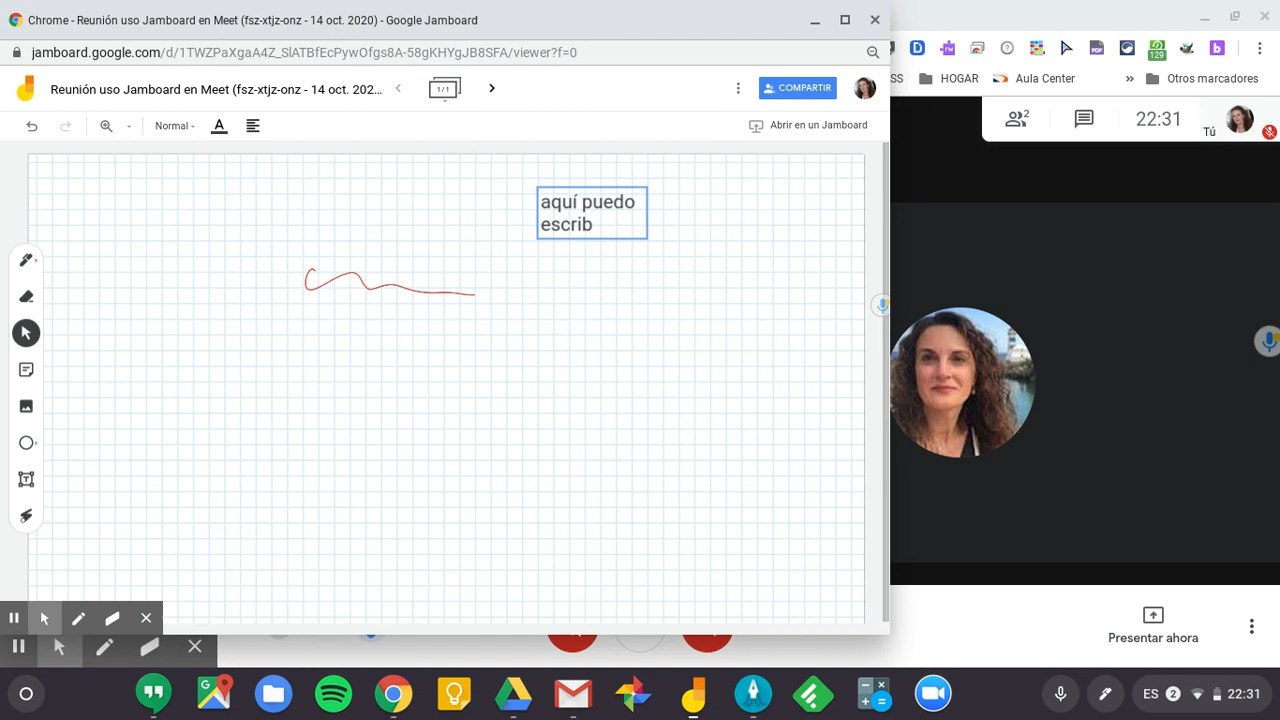 Chrome - Reunión uso Jamboard en Meet (fsz-xtjz-onz - 14 oct. 2020) - Google Jamboard
jamboard.google.com/d/1TWZPaXgaA4Z_SlATBfEcPywOfgs8A-58gKHYgJB8SFA/viewer?f=0
129
SS
HOGAR
Aula Center
»
Otros marcadores
Reunión uso Jamboard en Meet (fsz-xtjz-onz - 14 oct. 202...
1/1
COMPARTIR
2
22:31
Tú
Normal
A
Abrir en un Jamboard
aquí puedo
escrib
Presentar ahora
ES
2
22:31